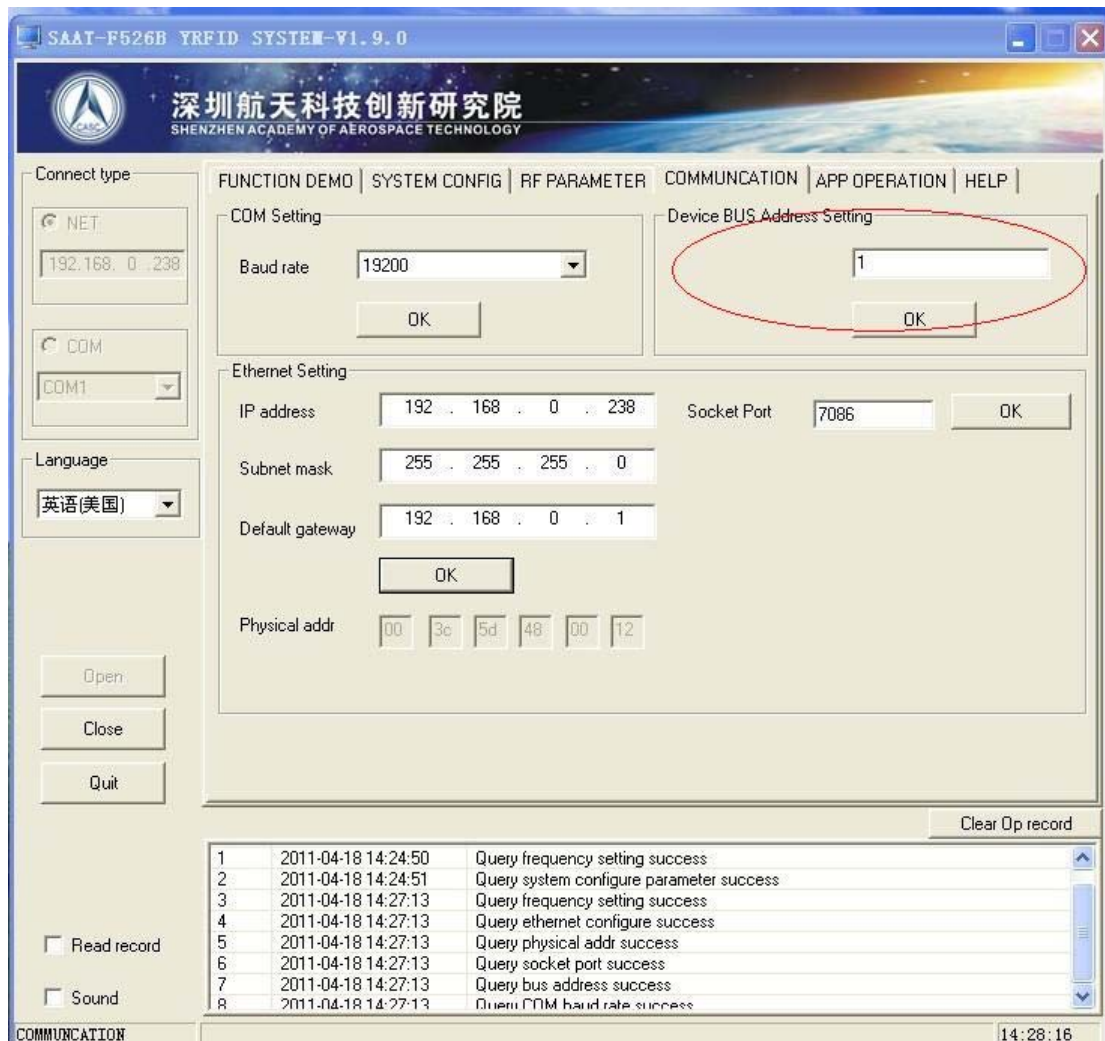 SAAT-F526B YRFID SYSTEM-V1.9.0
CASC
深圳航天科技创新研究院
SHENZHEN ACADEMY OF AEROSPACE TECHNOLOGY
Connect type
NET
192.168. 0 .238
COM
COM1
Language
英语(美国)
Open
Close
Quit
Read record
Sound
FUNCTION DEMO SYSTEM CONFIG RF PARAMETER COMMUNCATION APP OPERATION HELP
COM Setting
Baud rate 19200
OK
Device BUS Address Setting
1
OK
Ethernet Setting
IP address 192 . 168 . 0 . 238 Socket Port 7086 OK
Subnet mask 255 . 255 . 255 . 0
Default gateway 192 . 168 . 0 . 1
OK
Physical addr 00 3c 5d 48 00 12
Clear Op record
1 2011-04-18 14:24:50 Query frequency setting success
2 2011-04-18 14:24:51 Query system configure parameter success
3 2011-04-18 14:27:13 Query frequency setting success
4 2011-04-18 14:27:13 Query ethernet configure success
5 2011-04-18 14:27:13 Query physical addr success
6 2011-04-18 14:27:13 Query socket port success
7 2011-04-18 14:27:13 Query bus address success
8 2011-04-18 14:27:13 Query COM baud rate success
COMMUNCATION 14:28:16